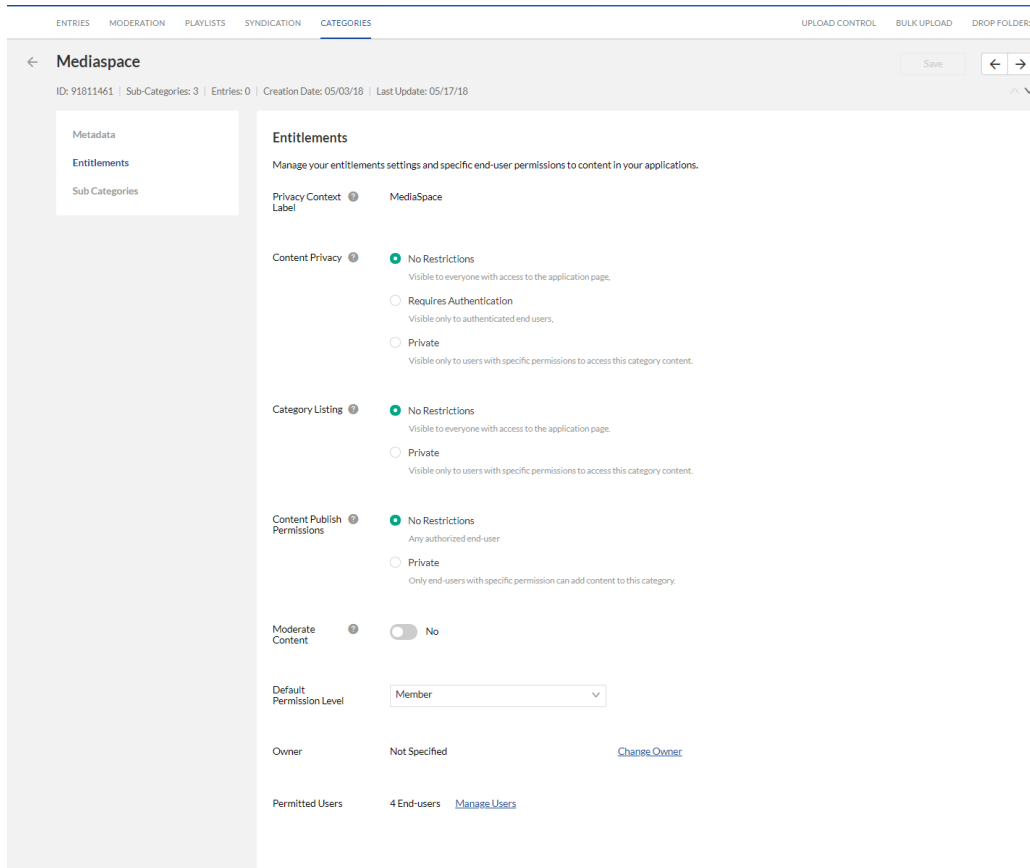 ENTRIES MODERATION PLAYLISTS SYNDICATION CATEGORIES UPLOAD CONTROL BULK UPLOAD DROP FOLDERS
Mediaspace Save
ID: 91811461 | Sub-Categories: 3 | Entries: 0 | Creation Date: 05/03/18 | Last Update: 05/17/18
Metadata
Entitlements
Sub Categories
Entitlements
Manage your entitlements settings and specific end-user permissions to content in your applications.
Privacy Context ? MediaSpace
Label
Content Privacy ? No Restrictions
Visible to everyone with access to the application page,
Requires Authentication
Visible only to authenticated end users,
Private
Visible only to users with specific permissions to access this category content.
Category Listing ? No Restrictions
Visible to everyone with access to the application page.
Private
Visible only to users with specific permissions to access this category content.
Content Publish ? No Restrictions
Permissions
Any authorized end-user
Private
Only end-users with specific permission can add content to this category.
Moderate ? No
Content
Default Member
Permission Level
Owner Not Specified Change Owner
Permitted Users 4 End-users Manage Users